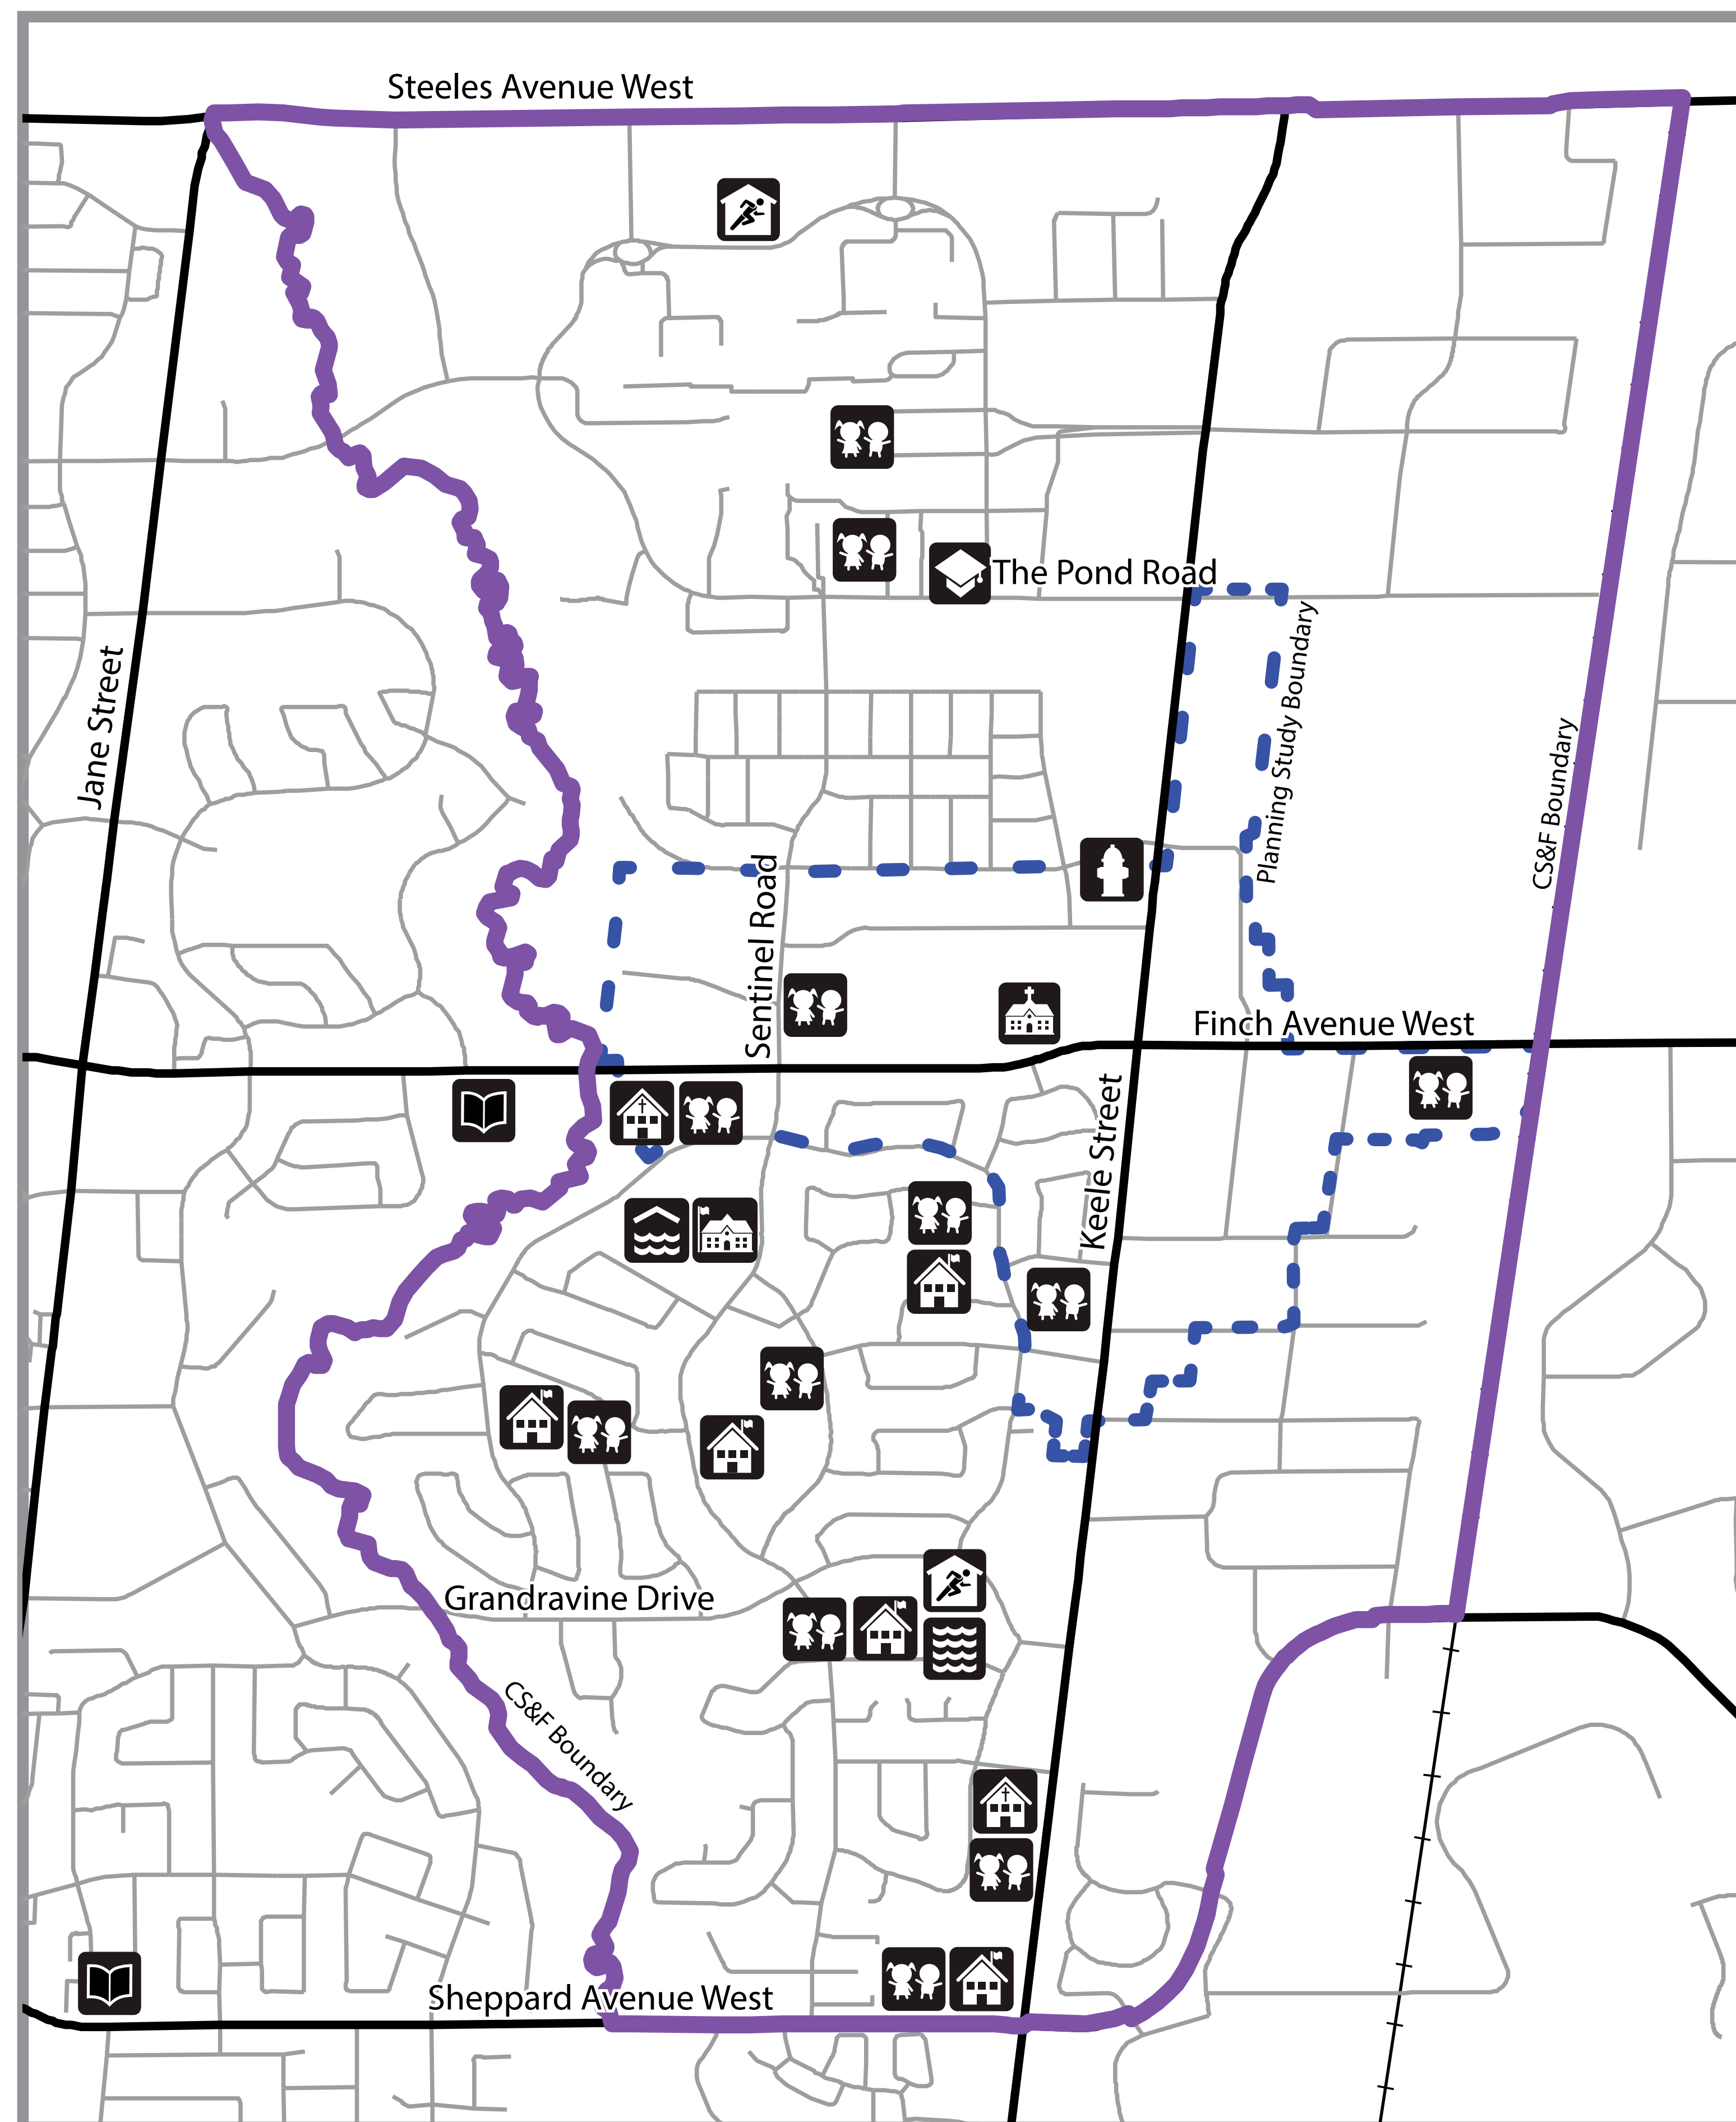 Steeles Avenue West
The Pond Road
Planning Study Boundary
Jane Street
CS&F Boundary
Sentinel Road
Finch Avenue West
Keele Street
Grandravine Drive
CS&F Boundary
Sheppard Avenue West